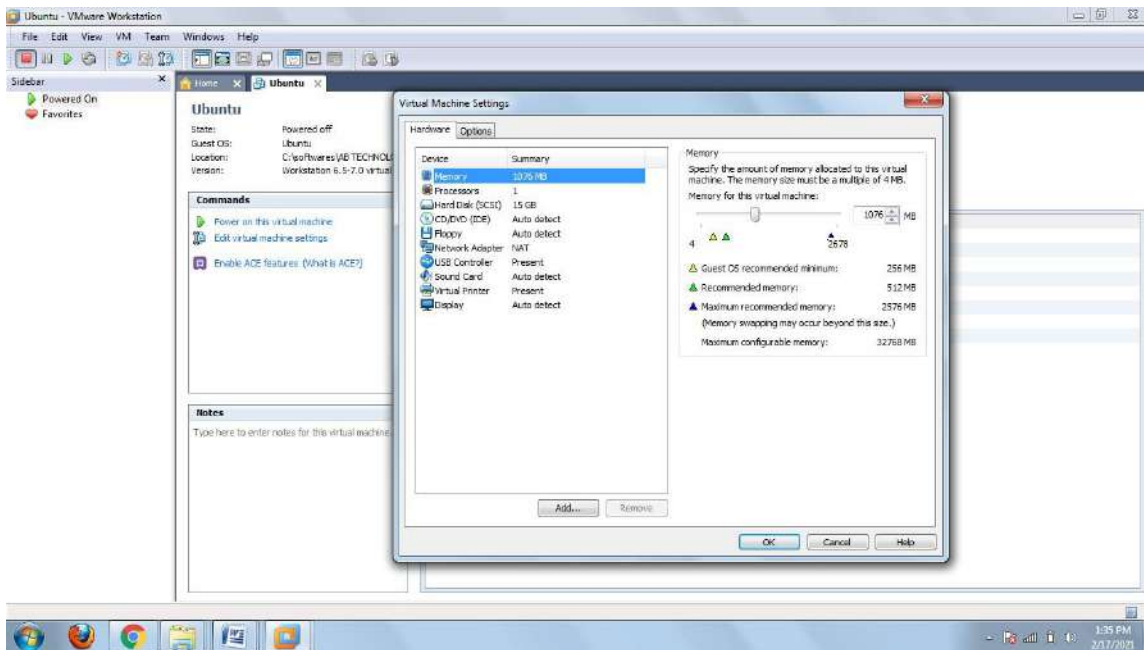 Ubuntu - VMware Workstation
File Edit View VM Team Windows Help
Sidebar
Powered On
Favorites
Home Ubuntu
Ubuntu
State: Powered off
Guest OS: Ubuntu
Location: C:\softwares\AB TECHNOL
Version: Workstation 6.5-7.0 virtual
Commands
Power on this virtual machine
Edit virtual machine settings
Enable ACE features (What is ACE?)
Notes
Type here to enter notes for this virtual machine
Virtual Machine Settings
Hardware Options
Device Summary
Memory 1076 MB
Processors 1
Hard Disk (SCSI) 15 GB
CD/DVD (IDE) Auto detect
Floppy Auto detect
Network Adapter NAT
USB Controller Present
Sound Card Auto detect
Virtual Printer Present
Display Auto detect
Add... Remove
Memory
Specify the amount of memory allocated to this virtual
machine. The memory size must be a multiple of 4 MB.
Memory for this virtual machine:
1076 MB
4 2678
Guest OS recommended minimum: 256 MB
Recommended memory: 512 MB
Maximum recommended memory: 2576 MB
(Memory swapping may occur beyond this size.)
Maximum configurable memory: 32768 MB
OK Cancel Help
1:35 PM
2/17/2021